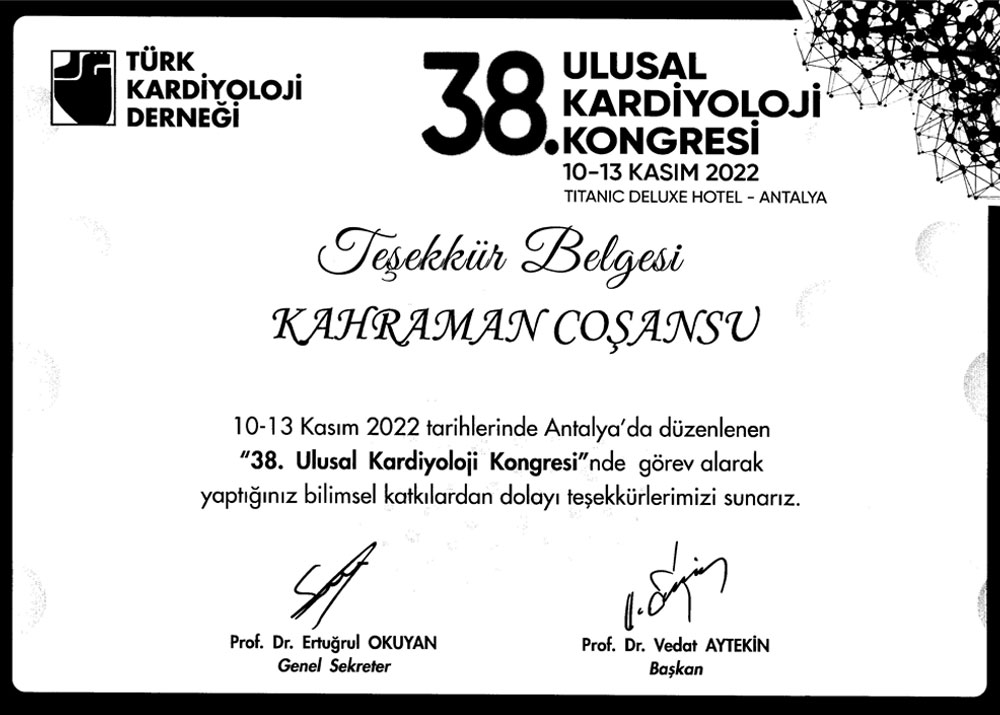 TÜRK
KARDİYOLOJİ
DERNEĞİ
38. ULUSAL
KARDİYOLOJİ
KONGRESİ
10-13 KASIM 2022
TITANIC DELUXE HOTEL - ANTALYA
Teşekkür Belgesi
KAHRAMAN COŞANSU
10-13 Kasım 2022 tarihlerinde Antalya'da düzenlenen
"38. Ulusal Kardiyoloji Kongresi"nde görev alarak
yaptığınız bilimsel katkılardan dolayı teşekkürlerimizi sunarız.
Prof. Dr. Ertuğrul OKUYAN
Genel Sekreter
Prof. Dr. Vedat AYTEKİN
Başkan